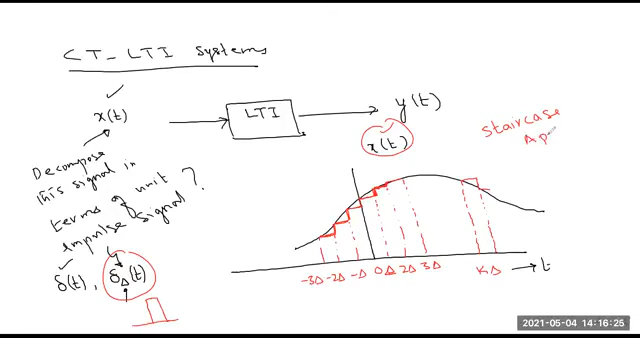 CT-LTI Systems
x(t)
LTI
y(t)
x(t)
Staircase
Ap
Decompose
this signal in
terms of unit
impulse signal ?
δ(t), δ_Δ(t)
-3Δ -2Δ -Δ 0 Δ 2Δ 3Δ KΔ → t
2021-05-04 14:16:25